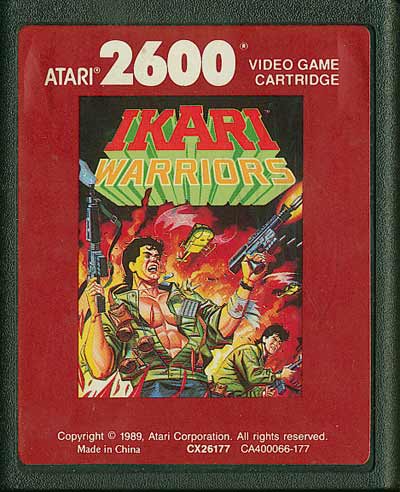 ATARI® 2600® VIDEO GAME
CARTRIDGE
IKARI
WARRIORS
Copyright © 1989, Atari Corporation. All rights reserved.
Made in China CX26177 CA400066-177